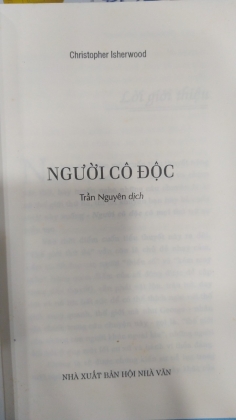 Christopher Isherwood
NGƯỜI CÔ ĐỘC
Trần Nguyên dịch
NHÀ XUẤT BẢN HỘI NHÀ VĂN